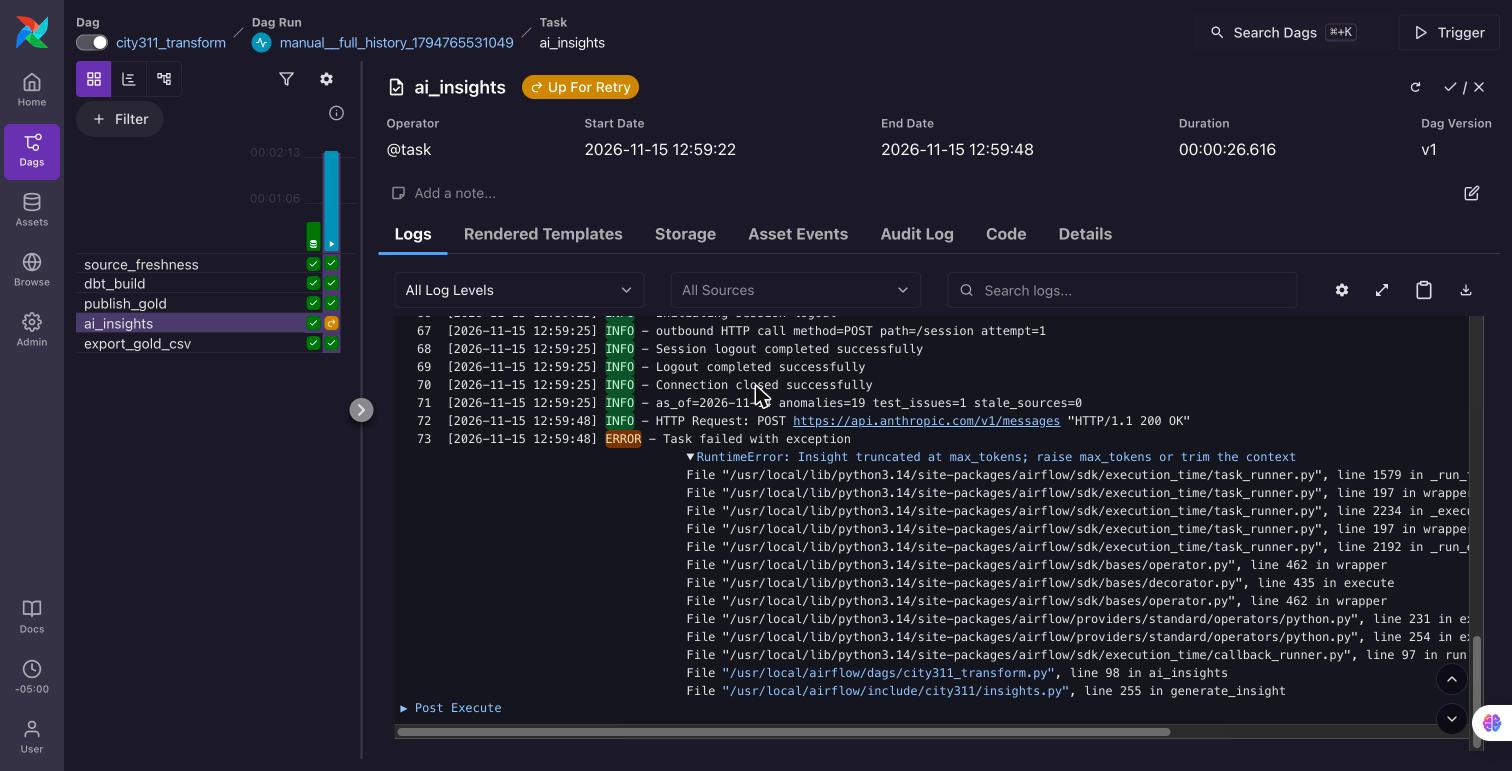 Dag
city311_transform
Dag Run
manual__full_history_1794765531049
Task
ai_insights
Search Dags ⌘+K
Trigger
Home
Dags
Assets
Browse
Admin
Docs
-05:00
User
Filter
00:02:13
00:01:06
source_freshness
dbt_build
publish_gold
ai_insights
export_gold_csv
ai_insights Up For Retry
/
Operator Start Date End Date Duration Dag Version
@task 2026-11-15 12:59:22 2026-11-15 12:59:48 00:00:26.616 v1
Add a note...
Logs Rendered Templates Storage Asset Events Audit Log Code Details
All Log Levels All Sources Search logs...
67 [2026-11-15 12:59:25] INFO – outbound HTTP call method=POST path=/session attempt=1
68 [2026-11-15 12:59:25] INFO – Session logout completed successfully
69 [2026-11-15 12:59:25] INFO – Logout completed successfully
70 [2026-11-15 12:59:25] INFO – Connection closed successfully
71 [2026-11-15 12:59:25] INFO – anomalies=19 test_issues=1 stale_sources=0
72 [2026-11-15 12:59:48] INFO – HTTP Request: POST https://api.anthropic.com/v1/messages "HTTP/1.1 200 OK"
73 [2026-11-15 12:59:48] ERROR – Task failed with exception
▼RuntimeError: Insight truncated at max_tokens; raise max_tokens or trim the context
File "/usr/local/lib/python3.14/site-packages/airflow/sdk/execution_time/task_runner.py", line 1579 in
File "/usr/local/lib/python3.14/site-packages/airflow/sdk/execution_time/task_runner.py", line 197 in wrapper
File "/usr/local/lib/python3.14/site-packages/airflow/sdk/execution_time/task_runner.py", line 2234 in
File "/usr/local/lib/python3.14/site-packages/airflow/sdk/execution_time/task_runner.py", line 197 in wrapper
File "/usr/local/lib/python3.14/site-packages/airflow/sdk/execution_time/task_runner.py", line 2192 in
File "/usr/local/lib/python3.14/site-packages/airflow/sdk/bases/operator.py", line 462 in wrapper
File "/usr/local/lib/python3.14/site-packages/airflow/sdk/bases/decorator.py", line 435 in execute
File "/usr/local/lib/python3.14/site-packages/airflow/sdk/bases/operator.py", line 462 in wrapper
File "/usr/local/lib/python3.14/site-packages/airflow/providers/standard/operators/python.py", line 231 in
File "/usr/local/lib/python3.14/site-packages/airflow/providers/standard/operators/python.py", line 254 in
File "/usr/local/lib/python3.14/site-packages/airflow/sdk/execution_time/callback_runner.py", line 97 in run
File "/usr/local/airflow/dags/city311_transform.py", line 98 in ai_insights
File "/usr/local/airflow/include/city311/insights.py", line 255 in generate_insight
▶ Post Execute